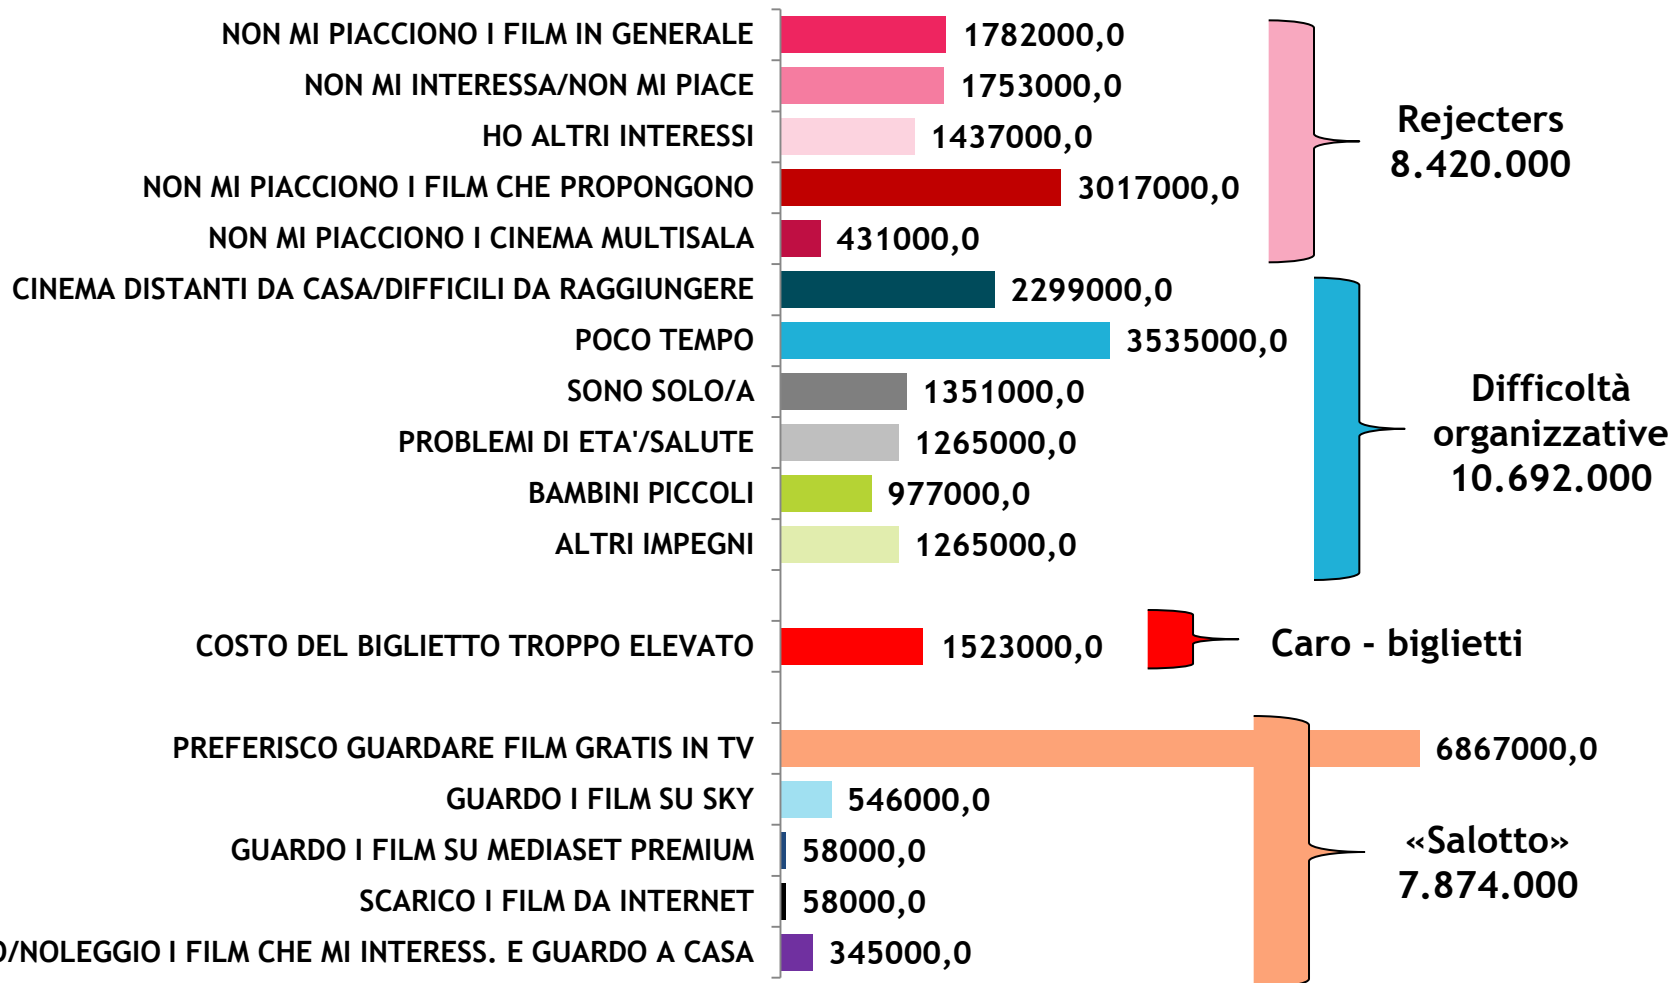 NON MI PIACCIONO I FILM IN GENERALE 1782000,0
NON MI INTERESSA/NON MI PIACE 1753000,0
HO ALTRI INTERESSI 1437000,0
NON MI PIACCIONO I FILM CHE PROPONGONO 3017000,0
NON MI PIACCIONO I CINEMA MULTISALA 431000,0
Rejecters
8.420.000
CINEMA DISTANTI DA CASA/DIFFICILI DA RAGGIUNGERE 2299000,0
POCO TEMPO 3535000,0
SONO SOLO/A 1351000,0
PROBLEMI DI ETA'/SALUTE 1265000,0
BAMBINI PICCOLI 977000,0
ALTRI IMPEGNI 1265000,0
Difficoltà
organizzative
10.692.000
COSTO DEL BIGLIETTO TROPPO ELEVATO 1523000,0
Caro - biglietti
PREFERISCO GUARDARE FILM GRATIS IN TV 6867000,0
GUARDO I FILM SU SKY 546000,0
GUARDO I FILM SU MEDIASET PREMIUM 58000,0
SCARICO I FILM DA INTERNET 58000,0
O/NOLEGGIO I FILM CHE MI INTERESS. E GUARDO A CASA 345000,0
«Salotto»
7.874.000